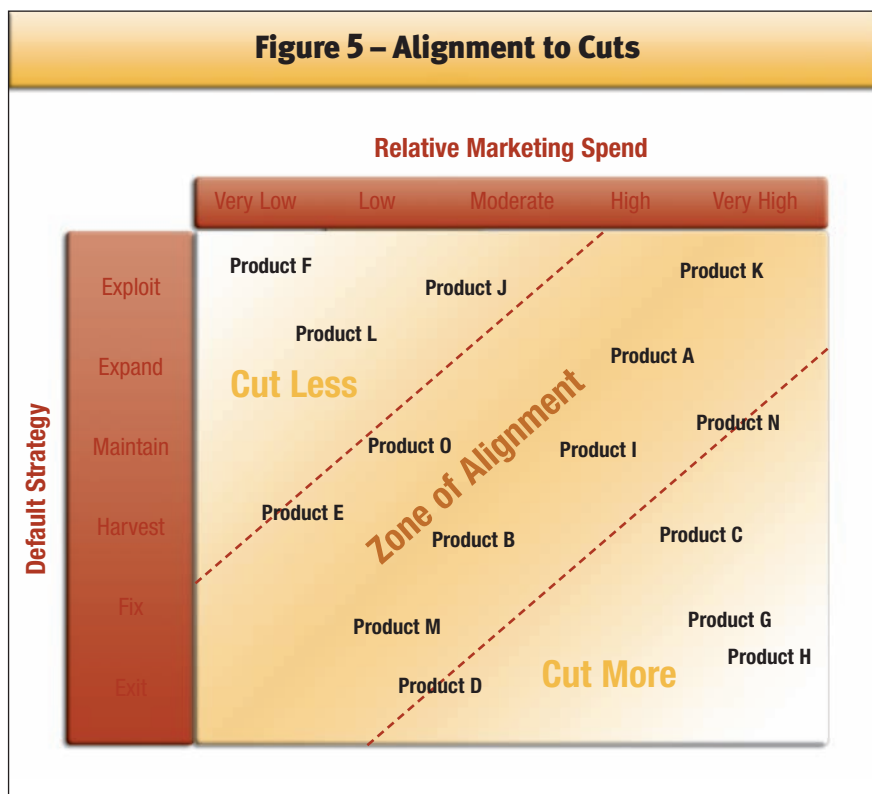 Figure 5 – Alignment to Cuts
Relative Marketing Spend
Very Low Low Moderate High Very High
Default Strategy
Exploit
Expand
Maintain
Harvest
Fix
Exit
Product F
Product K
Product J
Product L
Product A
Cut Less
Product N
Product O
Product I
Zone of Alignment
Product E
Product B
Product C
Product M
Product G
Product H
Cut More
Product D